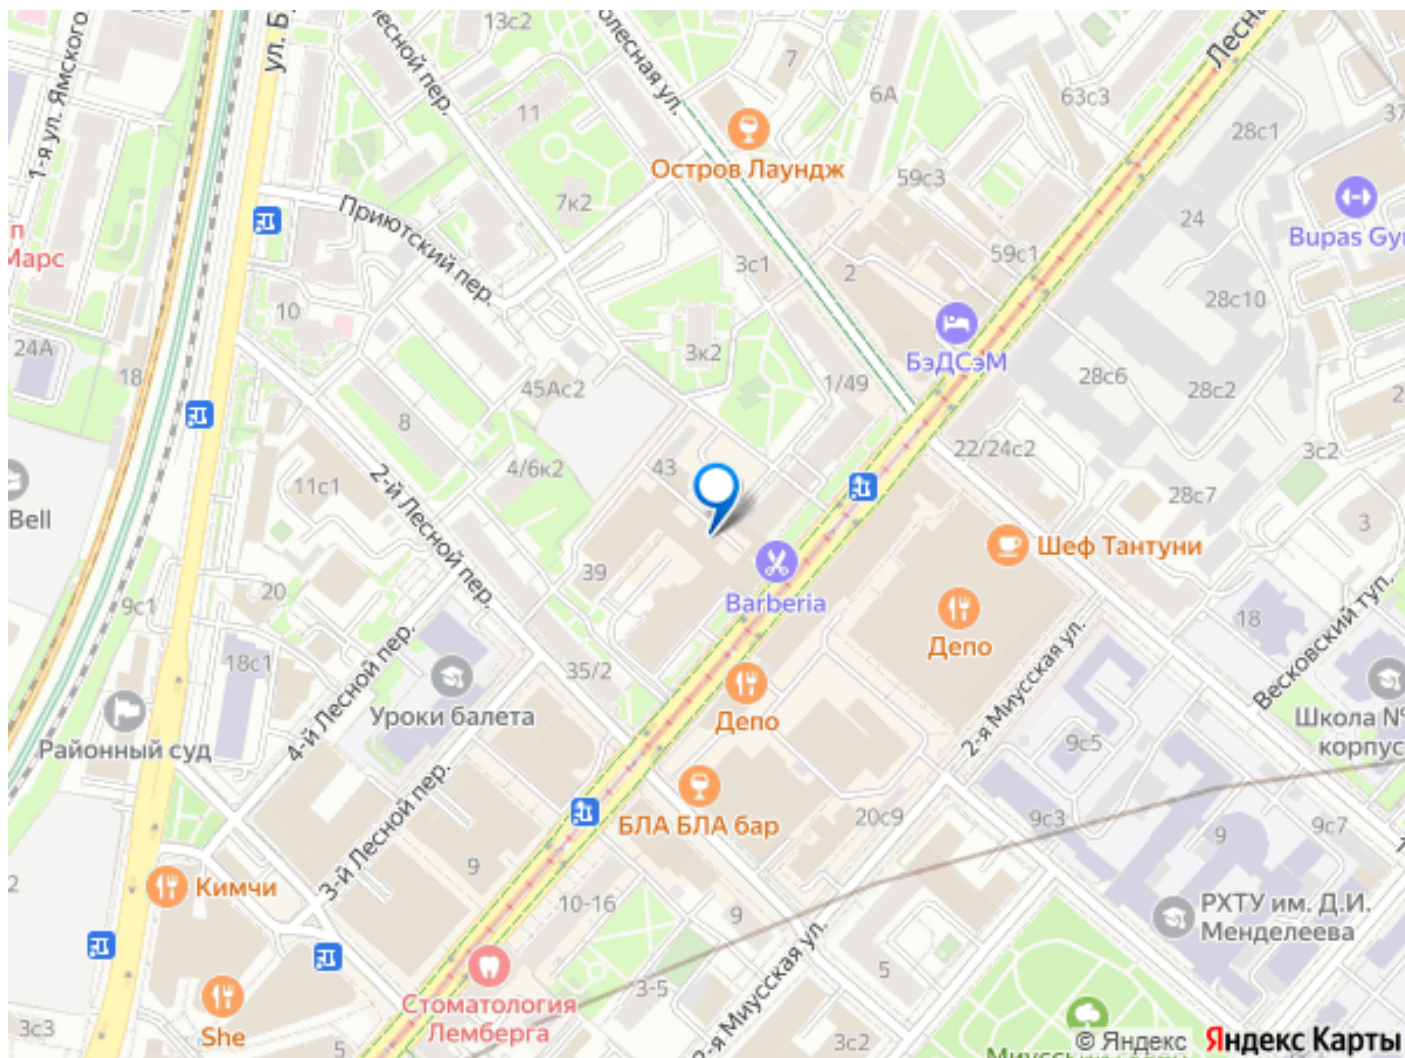 1-я ул. Ямского
ул. Б
Лесной пер.
13с2
олесная ул.
7
6А
63с3
Лесна
28с1
37
11
Остров Лаундж
59с3
24
Bupas Gy
7к2
Приютский пер.
п
Марс
3с1
2
59с1
28с10
10
24А
18
3к2
БэДСэМ
45Ас2
1/49
28с6
28с2
2
8
43
4/6к2
22/24с2
3с2
11с1
2-й Лесной пер.
28с7
3
Bell
Шеф Тантуни
39
20
9с1
Barberia
Депо
18
Весковский туп.
18с1
4-й Лесной пер.
35/2
2-я Миусская ул.
Уроки балета
Депо
Школа №
корпус
Районный суд
9с5
3-й Лесной пер.
БЛА БЛА бар
20с9
9с3
9
9с7
2
9
Кимчи
10-16
9
РХТУ им. Д.И.
Менделеева
2-я Миусская ул.
5
Стоматология
Лемберга
3-5
She
3с3
5
3с2
© Яндекс Яндекс Карты